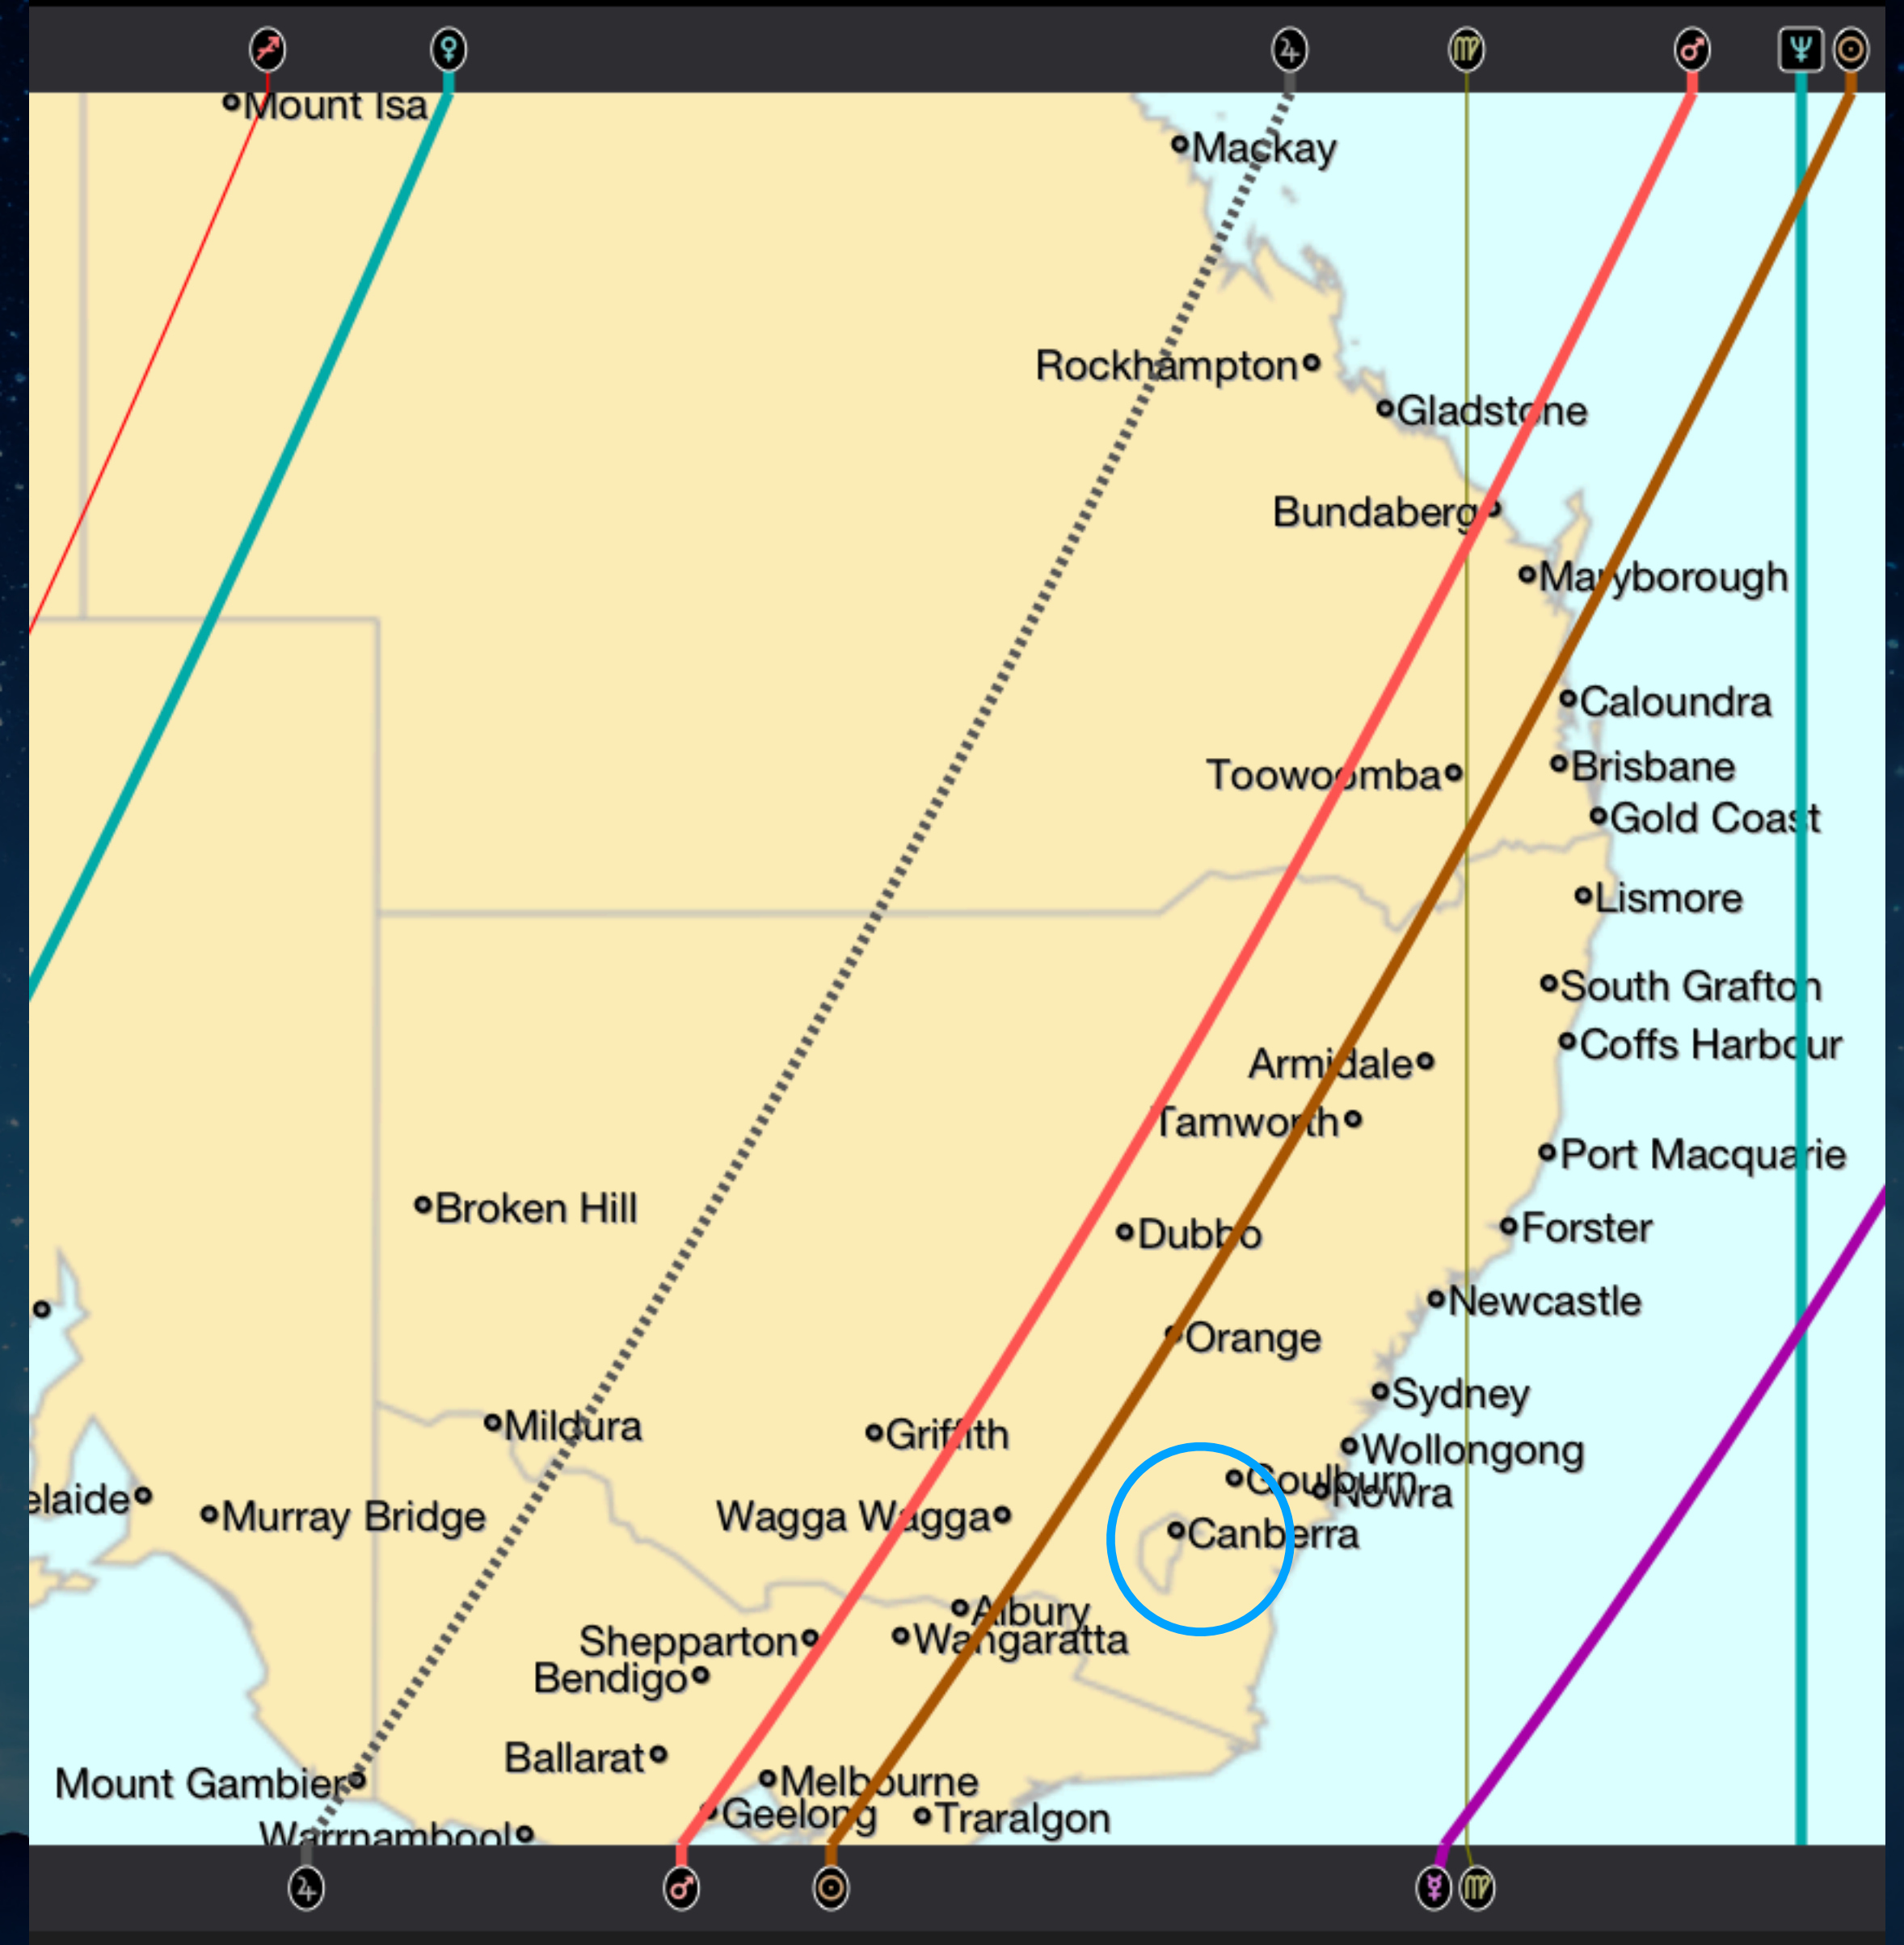 Mount Isa
Mackay
Rockhampton
Gladstone
Bundaberg
Maryborough
Caloundra
Brisbane
Toowoomba
Gold Coast
Lismore
South Grafton
Coffs Harbour
Armidale
Tamworth
Port Macquarie
Broken Hill
Forster
Dubbo
Newcastle
Orange
Sydney
Mildura
Griffith
Wollongong
Goulburn
Nowra
elaide
Murray Bridge
Wagga Wagga
Canberra
Albury
Shepparton
Wangaratta
Bendigo
Ballarat
Mount Gambier
Melbourne
Geelong
Traralgon
Warrnambool